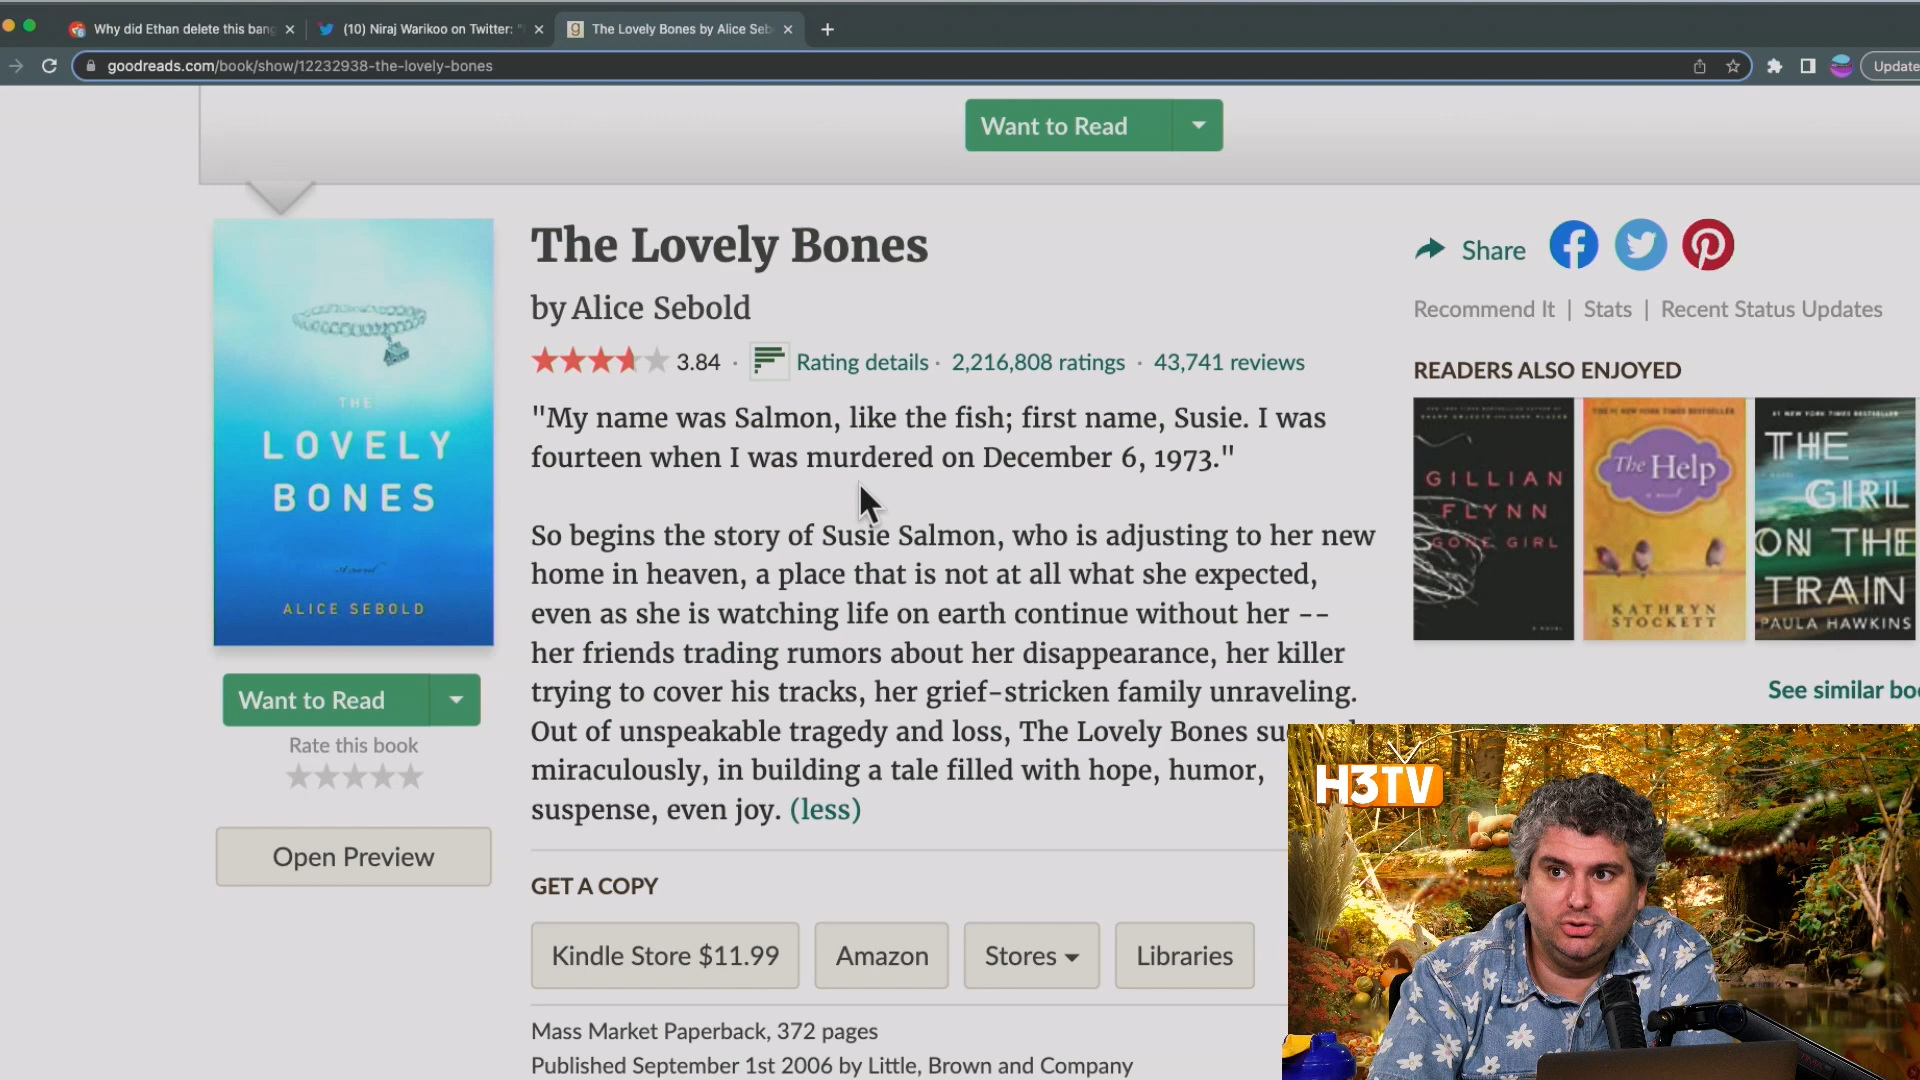 Why did Ethan delete this bang
(10) Niraj Warikoo on Twitter: "
The Lovely Bones by Alice Seb
goodreads.com/book/show/12232938-the-lovely-bones
Update
Want to Read
THE
LOVELY
BONES
A novel
ALICE SEBOLD
Want to Read
Rate this book
Open Preview
The Lovely Bones
by Alice Sebold
3.84 · Rating details · 2,216,808 ratings · 43,741 reviews
"My name was Salmon, like the fish; first name, Susie. I was
fourteen when I was murdered on December 6, 1973."
So begins the story of Susie Salmon, who is adjusting to her new
home in heaven, a place that is not at all what she expected,
even as she is watching life on earth continue without her --
her friends trading rumors about her disappearance, her killer
trying to cover his tracks, her grief-stricken family unraveling.
Out of unspeakable tragedy and loss, The Lovely Bones su
miraculously, in building a tale filled with hope, humor,
suspense, even joy. (less)
GET A COPY
Kindle Store $11.99
Amazon
Stores
Libraries
Mass Market Paperback, 372 pages
Published September 1st 2006 by Little, Brown and Company
Share
Recommend It | Stats | Recent Status Updates
READERS ALSO ENJOYED
GILLIAN
FLYNN
GONE GIRL
The Help
a novel
KATHRYN
STOCKETT
#1 NEW YORK TIMES BESTSELLER
THE
GIRL
ON THE
TRAIN
PAULA HAWKINS
See similar boo
H3TV